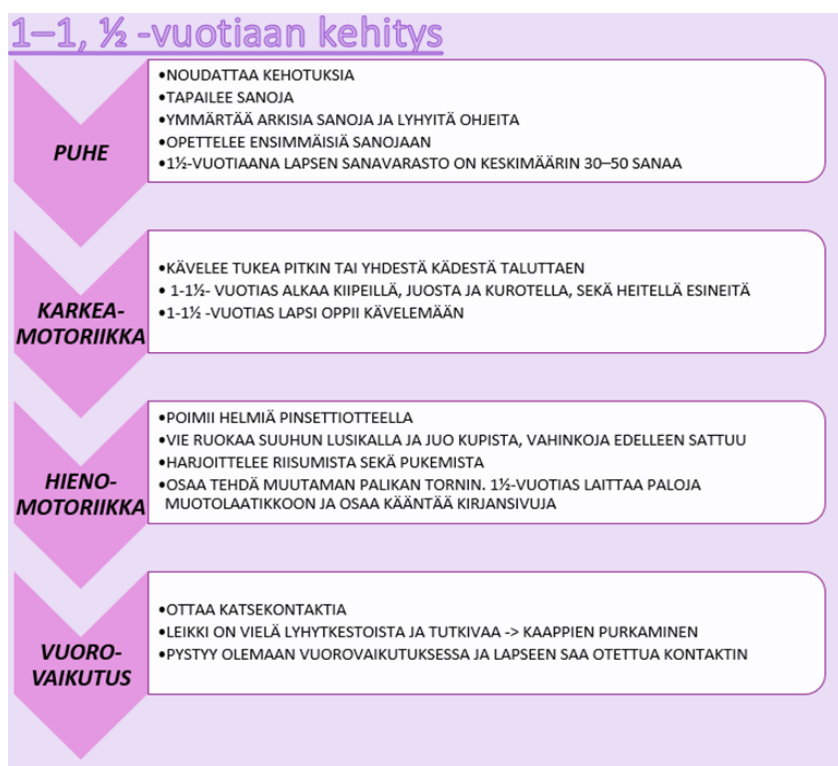 1–1, ½ -vuotiaan kehitys
PUHE
•NOUDATTAA KEHOTUKSIA
•TAPAILEE SANOJA
•YMMÄRTÄÄ ARKISIA SANOJA JA LYHYITÄ OHJEITA
•OPETTELEE ENSIMMÄISIÄ SANOJAAN
•1½-VUOTIAANA LAPSEN SANAVARASTO ON KESKIMÄÄRIN 30–50 SANAA
KARKEA-
MOTORIIKKA
•KÄVELEE TUKEA PITKIN TAI YHDESTÄ KÄDESTÄ TALUTTAEN
• 1-1½- VUOTIAS ALKAA KIIPEILLÄ, JUOSTA JA KUROTELLA, SEKÄ HEITELLÄ ESINEITÄ
•1-1½ -VUOTIAS LAPSI OPPII KÄVELEMÄÄN
HIENO-
MOTORIIKKA
•POIMII HELMIÄ PINSETTIOTTEELLA
•VIE RUOKAA SUUHUN LUSIKALLA JA JUO KUPISTA, VAHINKOJA EDELLEEN SATTUU
•HARJOITTELEE RIISUMISTA SEKÄ PUKEMISTA
•OSAA TEHDÄ MUUTAMAN PALIKAN TORNIN. 1½-VUOTIAS LAITTAA PALOJA
MUOTOLAATIKKOON JA OSAA KÄÄNTÄÄ KIRJANSIVUJA
VUORO-
VAIKUTUS
•OTTAA KATSEKONTAKTIA
•LEIKKI ON VIELÄ LYHYTKESTOISTA JA TUTKIVAA -> KAAPPIEN PURKAMINEN
•PYSTYY OLEMAAN VUOROVAIKUTUKSESSA JA LAPSEEN SAA OTETTUA KONTAKTIN